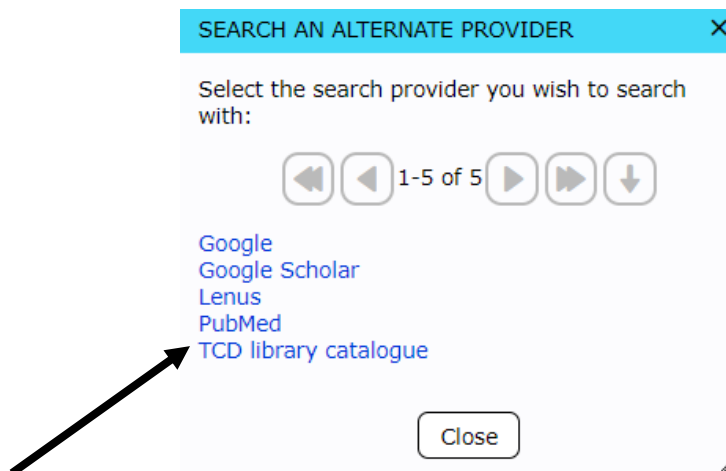 SEARCH AN ALTERNATE PROVIDER
Select the search provider you wish to search
with:
1-5 of 5
Google
Google Scholar
Lenus
PubMed
TCD library catalogue
Close